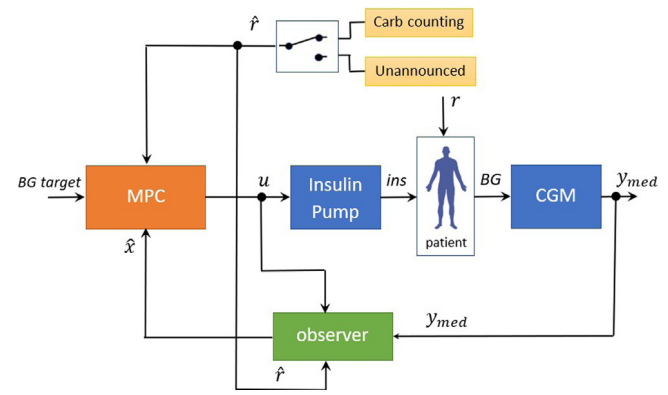 r̂
Carb counting
Unannounced
r
BG target
MPC
u
Insulin
Pump
ins
patient
BG
CGM
y_med
x̂
observer
y_med
r̂